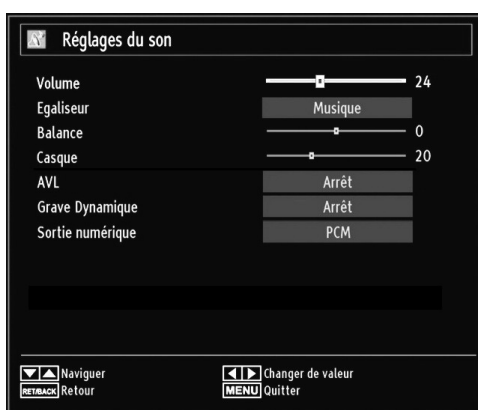 Réglages du son
Volume 24
Egaliseur Musique
Balance 0
Casque 20
AVL Arrêt
Grave Dynamique Arrêt
Sortie numérique PCM
Naviguer Changer de valeur
RET/BACK Retour MENU Quitter